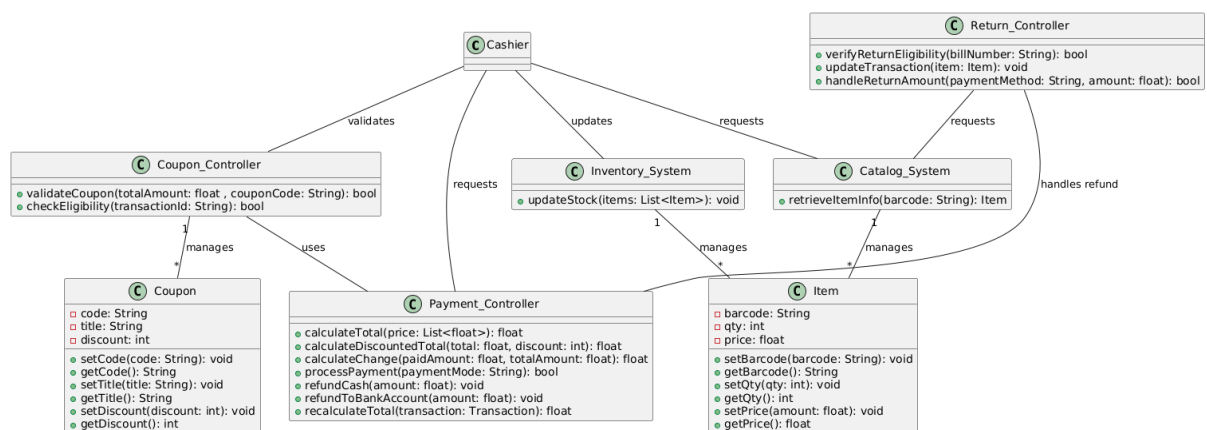 C Return_Controller
verifyReturnEligibility(billNumber: String): bool
updateTransaction(item: Item): void
handleReturnAmount(paymentMethod: String, amount: float): bool
C Cashier
validates
updates
requests
requests
C Coupon_Controller
validateCoupon(totalAmount: float , couponCode: String): bool
checkEligibility(transactionId: String): bool
C Inventory_System
updateStock(items: List<Item>): void
C Catalog_System
retrieveItemInfo(barcode: String): Item
requests
handles refund
1
manages
*
uses
1
manages
*
1
manages
*
C Coupon
code: String
title: String
discount: int
setCode(code: String): void
getCode(): String
setTitle(title: String): void
getTitle(): String
setDiscount(discount: int): void
getDiscount(): int
C Payment_Controller
calculateTotal(price: List<float>): float
calculateDiscountedTotal(total: float, discount: int): float
calculateChange(paidAmount: float, totalAmount: float): float
processPayment(paymentMode: String): bool
refundCash(amount: float): void
refundToBankAccount(amount: float): void
recalculateTotal(transaction: Transaction): float
C Item
barcode: String
qty: int
price: float
setBarcode(barcode: String): void
getBarcode(): String
setQty(qty: int): void
getQty(): int
setPrice(amount: float): void
getPrice(): float